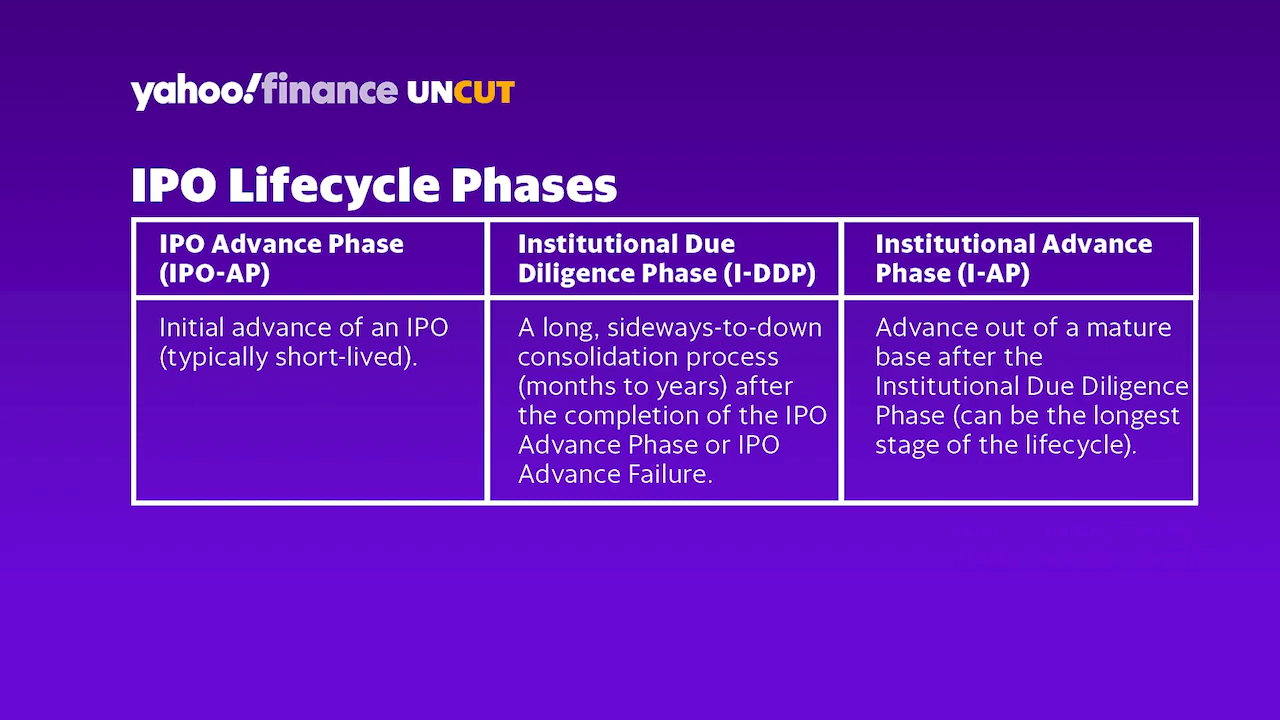 yahoo!finance UNCUT
IPO Lifecycle Phases
IPO Advance Phase
(IPO-AP)
Initial advance of an IPO
(typically short-lived).
Institutional Due
Diligence Phase (I-DDP)
A long, sideways-to-down
consolidation process
(months to years) after
the completion of the IPO
Advance Phase or IPO
Advance Failure.
Institutional Advance
Phase (I-AP)
Advance out of a mature
base after the
Institutional Due Diligence
Phase (can be the longest
stage of the lifecycle).